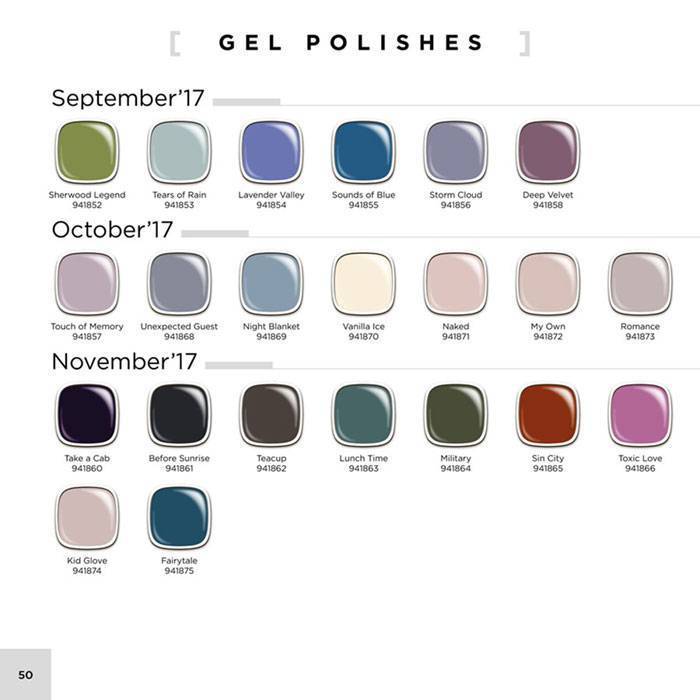 [ GEL POLISHES ]
September'17
Sherwood Legend Tears of Rain Lavender Valley Sounds of Blue Storm Cloud Deep Velvet
941852 941853 941854 941855 941856 941858
October'17
Touch of Memory Unexpected Guest Night Blanket Vanilla Ice Naked My Own Romance
941857 941868 941869 941870 941871 941872 941873
November'17
Take a Cab Before Sunrise Teacup Lunch Time Military Sin City Toxic Love
941860 941861 941862 941863 941864 941865 941866
Kid Glove Fairytale
941874 941875
50